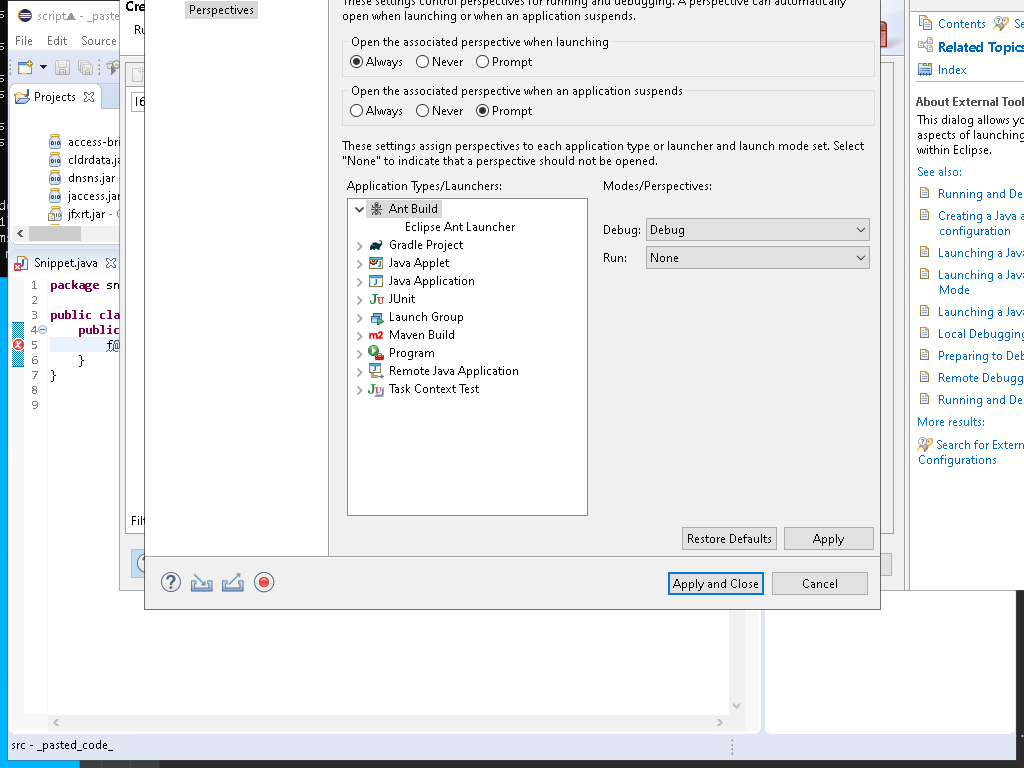 script
- _paste
File Edit Source
Projects
access-bri
cldrdata.ja
dnsns.jar
jaccess.jar
jfxrt.jar -
Snippet.java
1 package sn
2
3 public cla
4 public
5 f@
6 }
7 }
8
9
src - _pasted_code_
Cre
Ru
Perspectives
These settings control perspectives for running and debugging. A perspective can automatically
open when launching or when an application suspends.
Open the associated perspective when launching
Always Never Prompt
Open the associated perspective when an application suspends
Always Never Prompt
These settings assign perspectives to each application type or launcher and launch mode set. Select
"None" to indicate that a perspective should not be opened.
Application Types/Launchers:
Modes/Perspectives:
Ant Build
Eclipse Ant Launcher
Gradle Project
Java Applet
Java Application
JUnit
Launch Group
Maven Build
Program
Remote Java Application
Task Context Test
Debug: Debug
Run: None
Filt
Restore Defaults
Apply
Apply and Close
Cancel
Contents Se
Related Topics
Index
About External Tool
This dialog allows yo
aspects of launching
within Eclipse.
See also:
Running and De
Creating a Java a
configuration
Launching a Java
Launching a Java
Mode
Launching a Java
Local Debugging
Preparing to Deb
Remote Debugg
Running and De
More results:
Search for Extern
Configurations